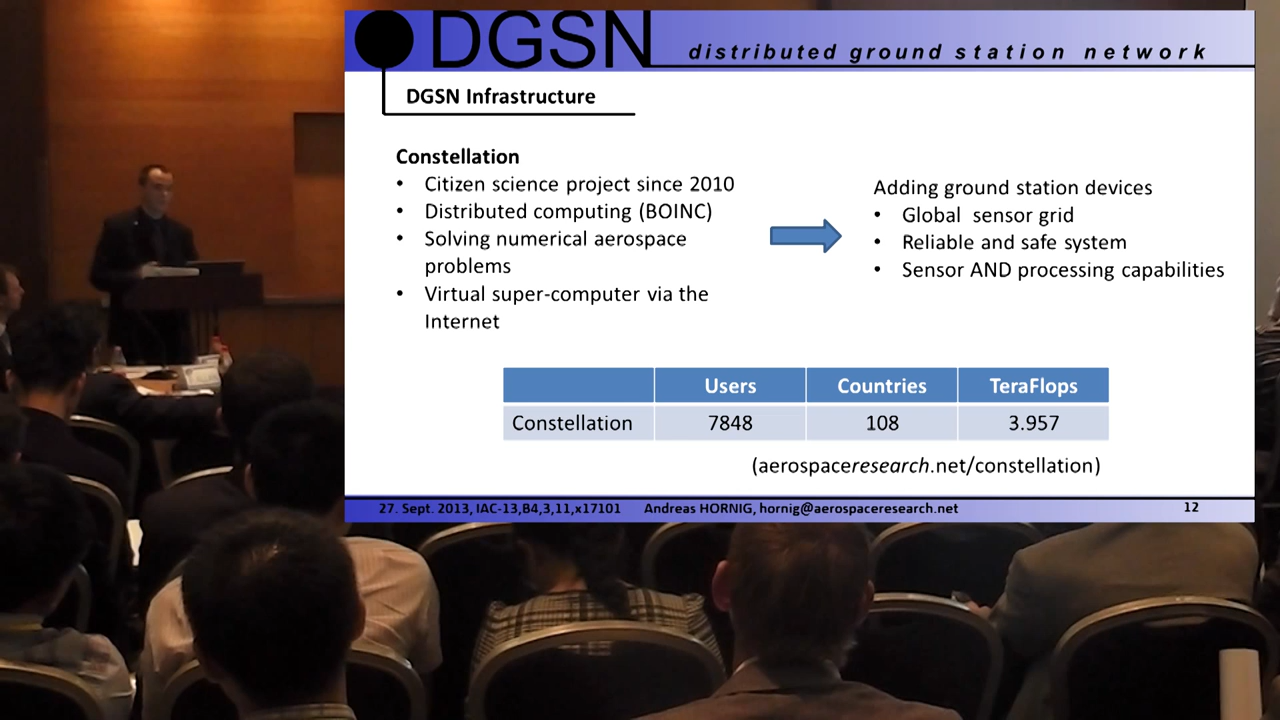 DGSN distributed ground station network
DGSN Infrastructure
Constellation
• Citizen science project since 2010
• Distributed computing (BOINC)
• Solving numerical aerospace
problems
• Virtual super-computer via the
Internet
Adding ground station devices
• Global sensor grid
• Reliable and safe system
• Sensor AND processing capabilities
Users Countries TeraFlops
Constellation 7848 108 3.957
(aerospaceresearch.net/constellation)
27. Sept. 2013, IAC-13,B4,3,11,x17101 Andreas HORNIG, hornig@aerospaceresearch.net 12